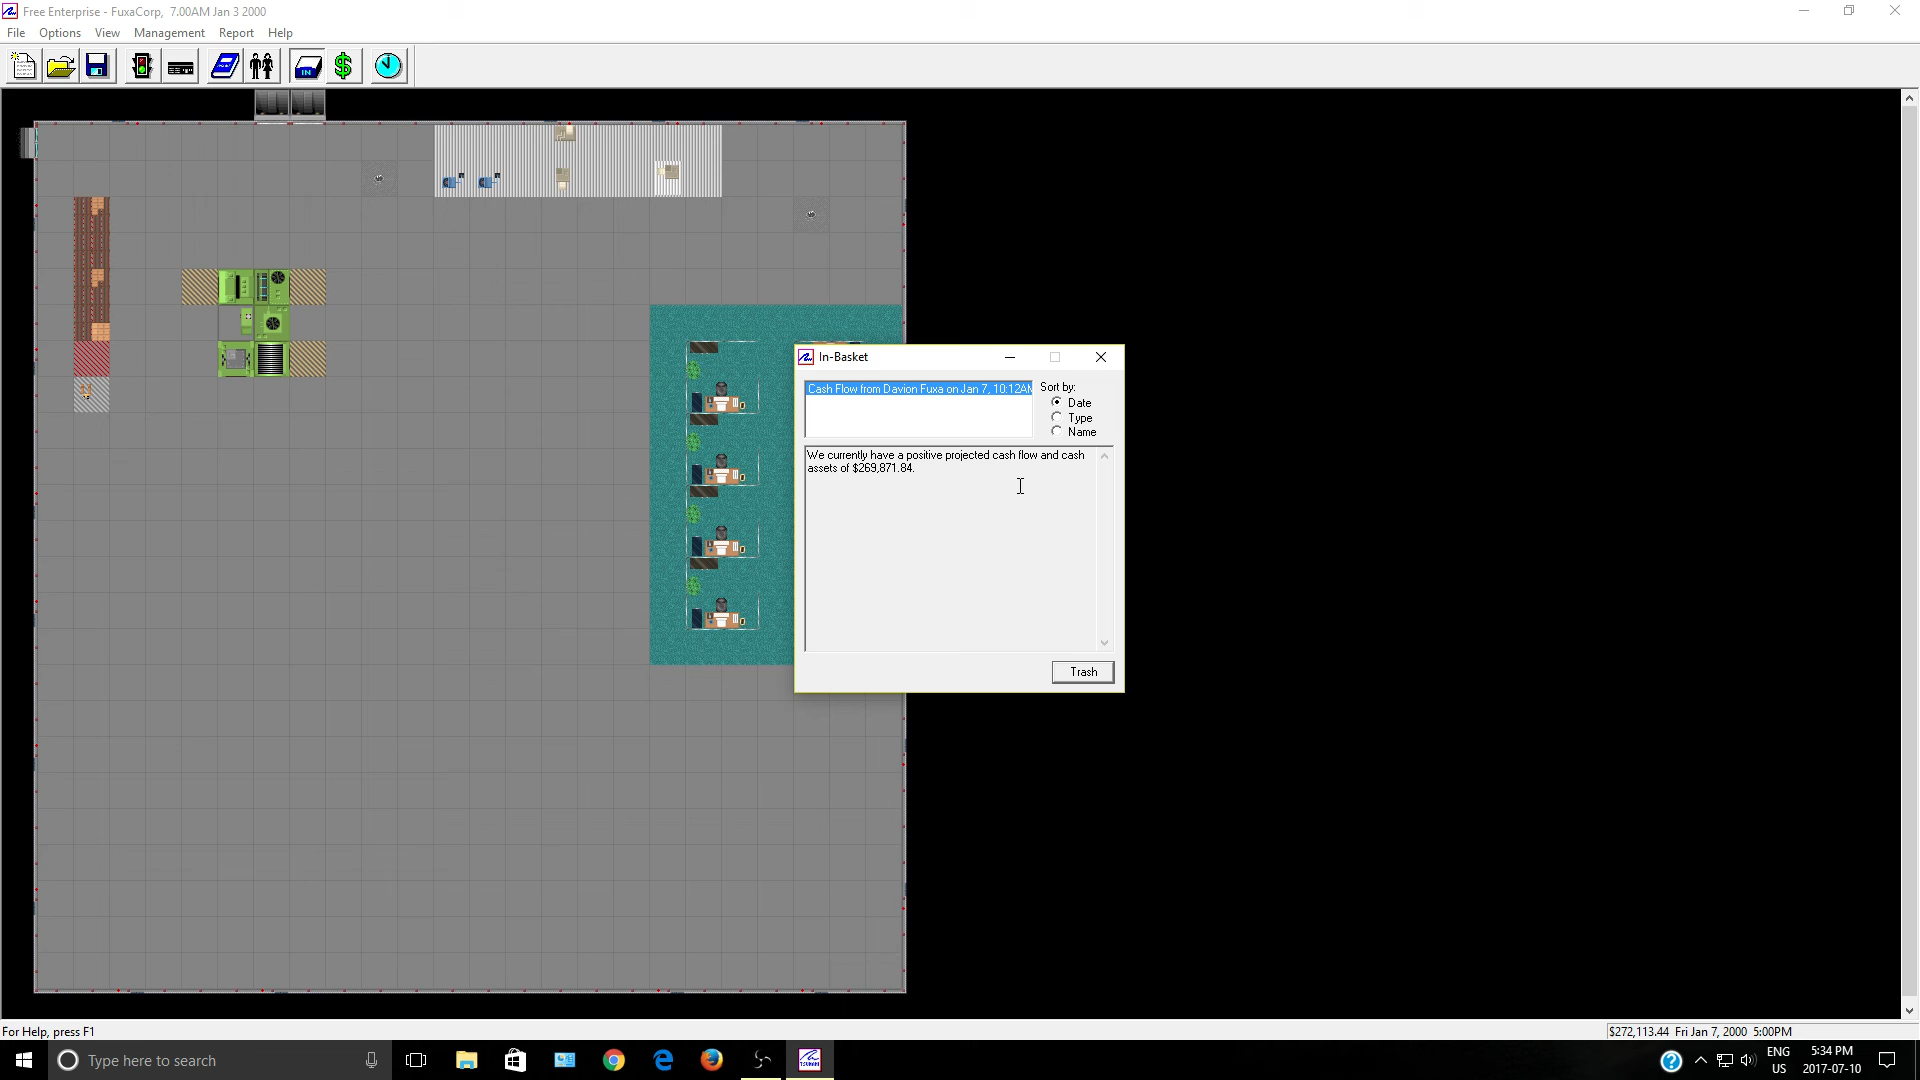 Free Enterprise - FuxaCorp,  7.00AM Jan 3 2000
File Options View Management Report Help
IN $
In-Basket
Cash Flow from Davion Fuxa on Jan 7, 10:12AM
Sort by:
Date
Type
Name
We currently have a positive projected cash flow and cash
assets of $269,871.84.
Trash
For Help, press F1
$272,113.44 Fri Jan 7, 2000 5:00PM
Type here to search
TSUNAMI
ENG
US
5:34 PM
2017-07-10